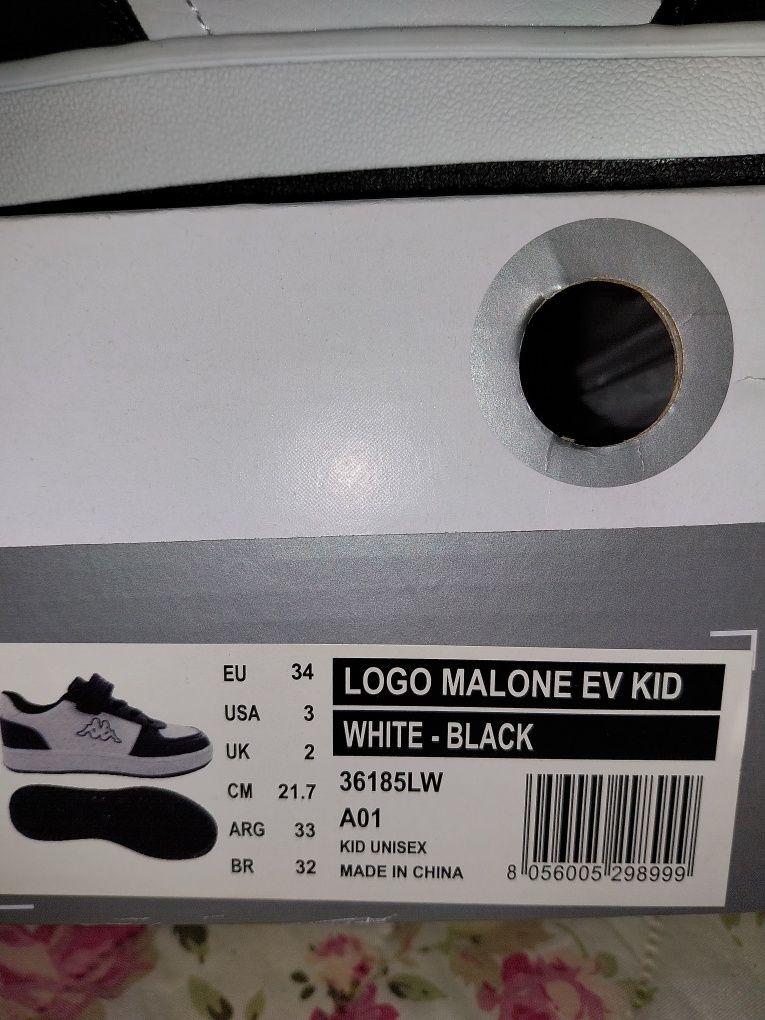 EU 34
USA 3
UK 2
CM 21.7
ARG 33
BR 32
LOGO MALONE EV KID
WHITE - BLACK
36185LW
A01
KID UNISEX
MADE IN CHINA
8 056005 298999